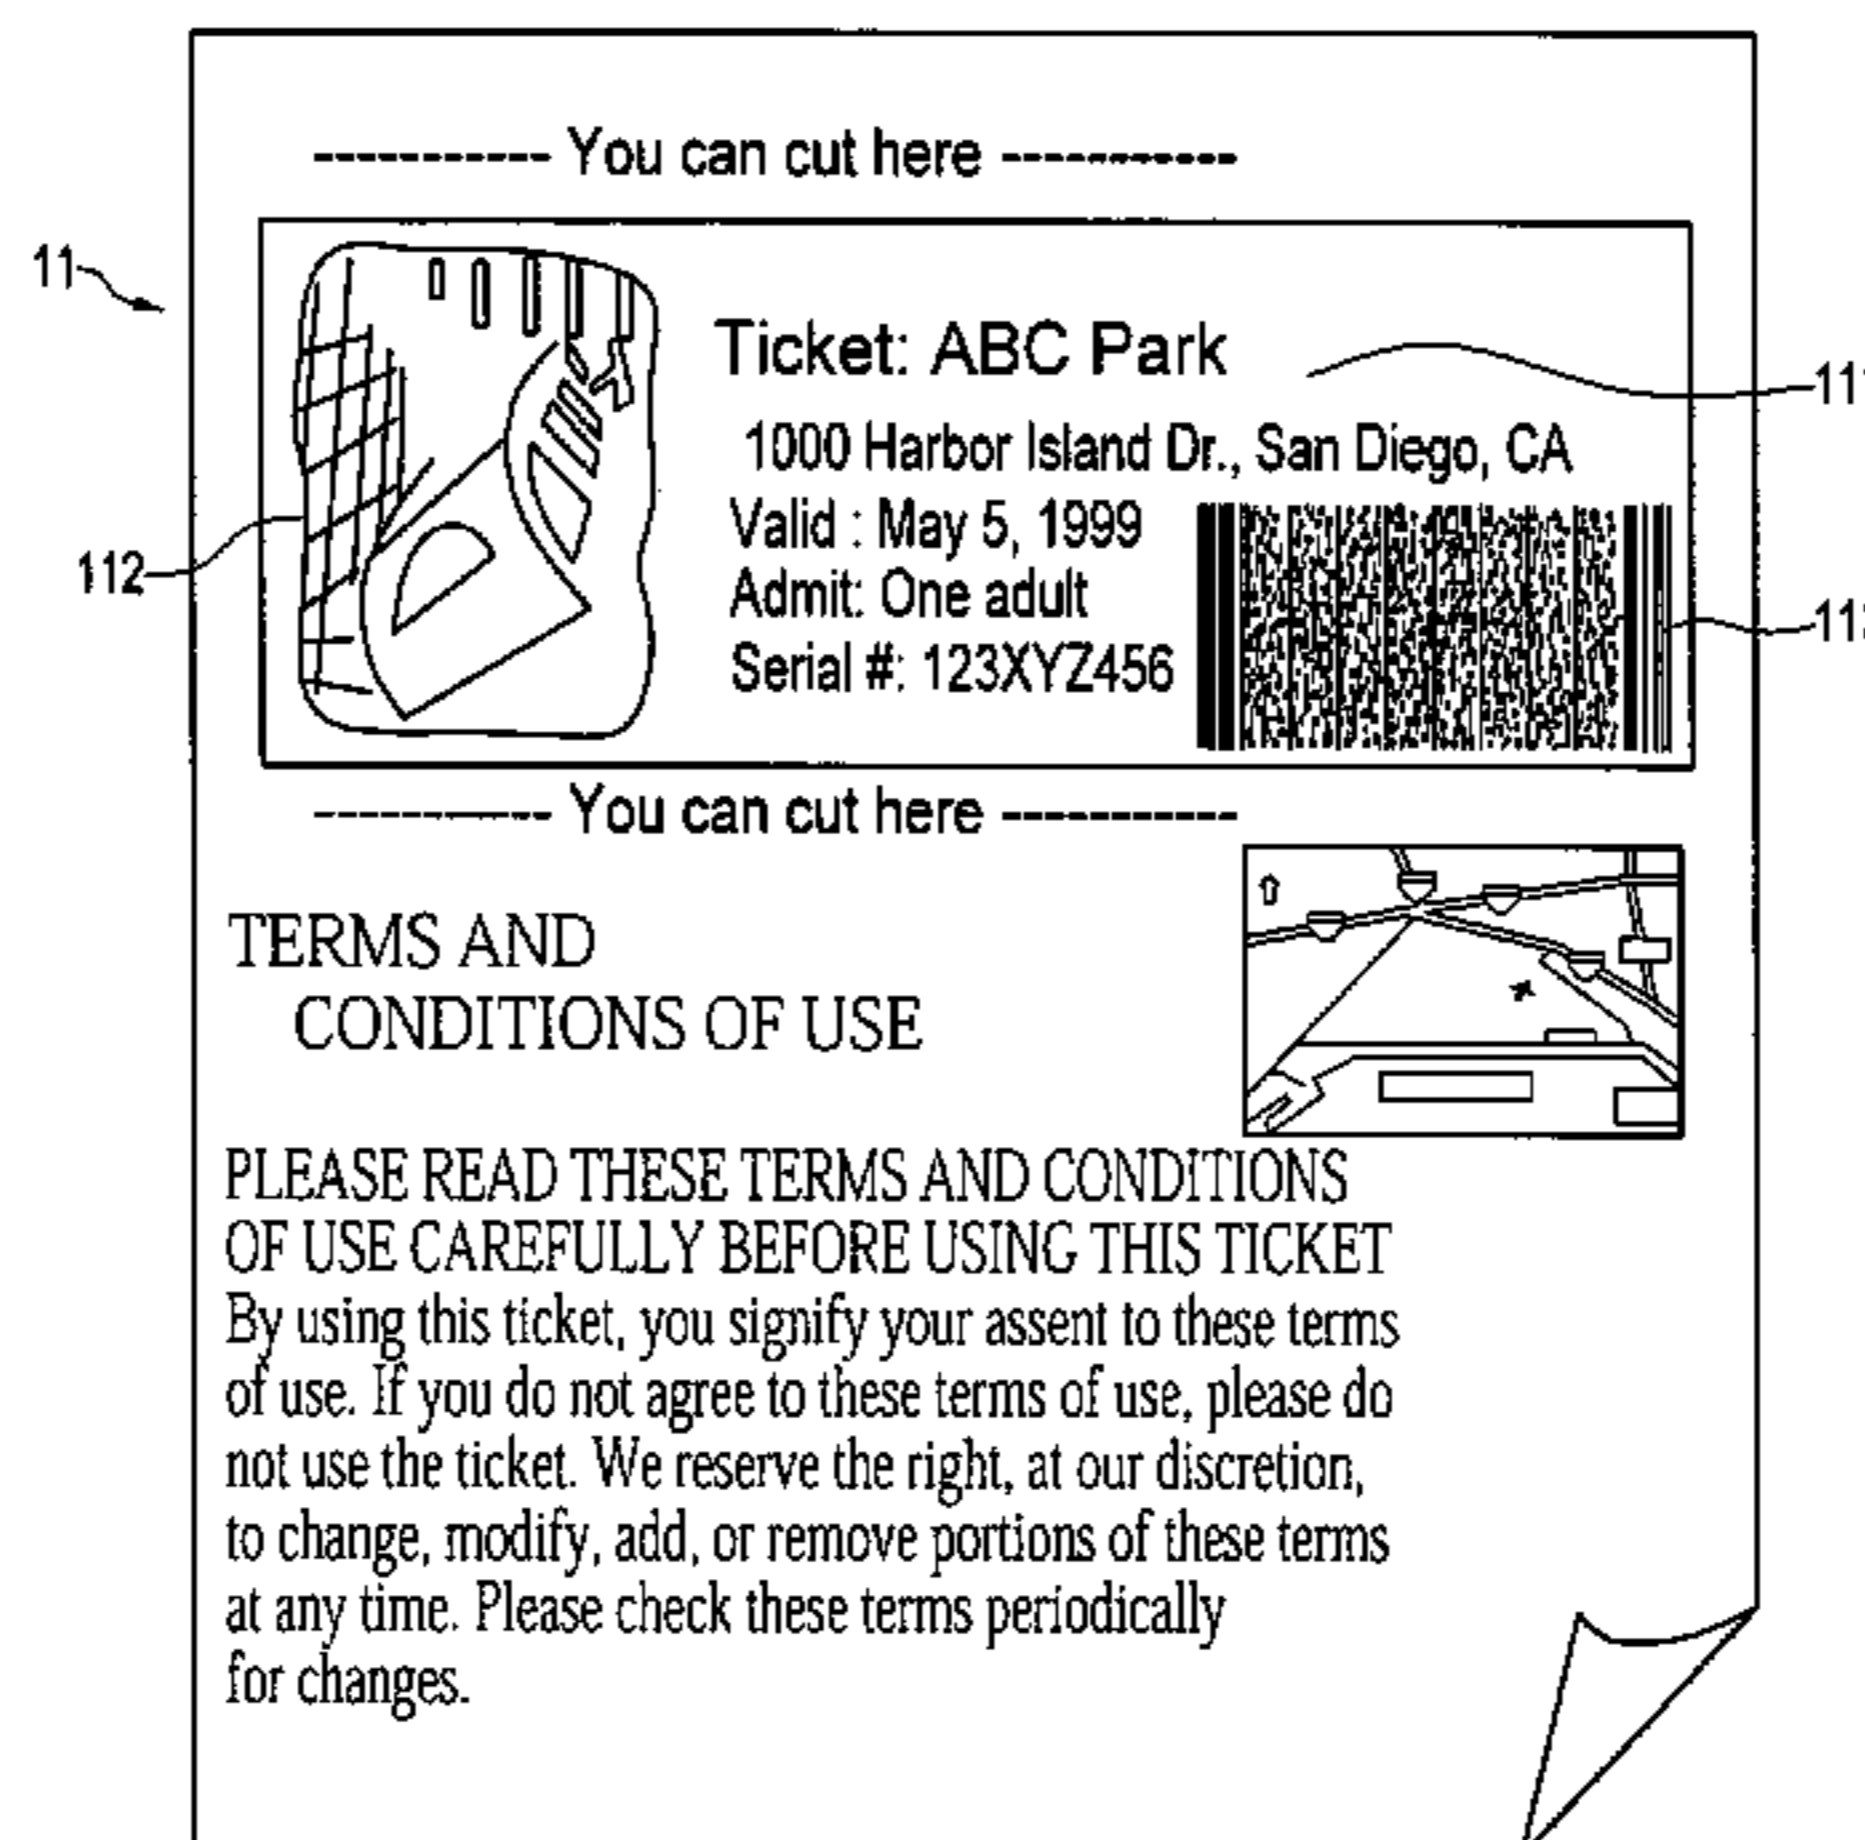 ----------- You can cut here -----------
11
Ticket: ABC Park
1000 Harbor Island Dr., San Diego, CA
Valid : May 5, 1999
112
Admit: One adult
Serial #: 123XYZ456
----------- You can cut here -----------
TERMS AND
CONDITIONS OF USE
PLEASE READ THESE TERMS AND CONDITIONS
OF USE CAREFULLY BEFORE USING THIS TICKET
By using this ticket, you signify your assent to these terms
of use. If you do not agree to these terms of use, please do
not use the ticket. We reserve the right, at our discretion,
to change, modify, add, or remove portions of these terms
at any time. Please check these terms periodically
for changes.